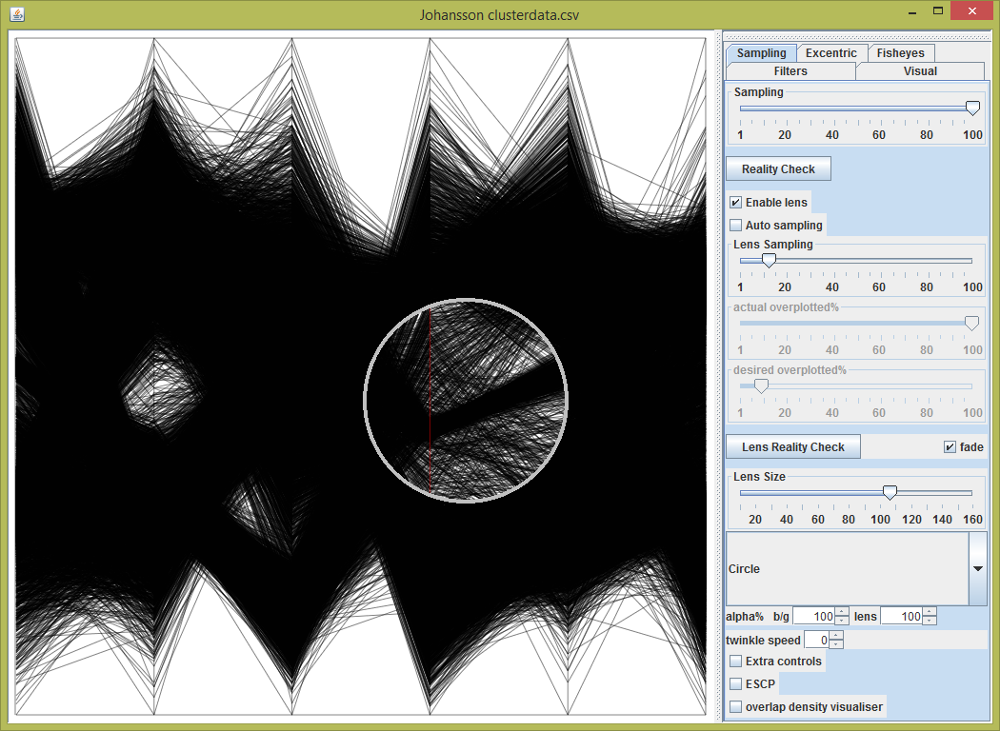 Johansson clusterdata.csv
Sampling Excentric Fisheyes
Filters Visual
Sampling
1 20 40 60 80 100
Reality Check
Enable lens
Auto sampling
Lens Sampling
1 20 40 60 80 100
actual overplotted%
1 20 40 60 80 100
desired overplotted%
1 20 40 60 80 100
Lens Reality Check fade
Lens Size
20 40 60 80 100 120 140 160
Circle
alpha% b/g 100 lens 100
twinkle speed 0
Extra controls
ESCP
overlap density visualiser